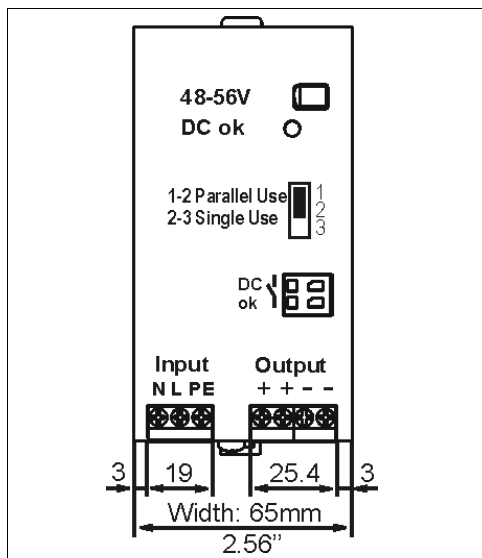 48-56V
DC ok
1-2 Parallel Use
2-3 Single Use
1
2
3
DC
ok
Input
Output
N L PE
+ + - -
3
19
25.4
3
Width: 65mm
2.56”